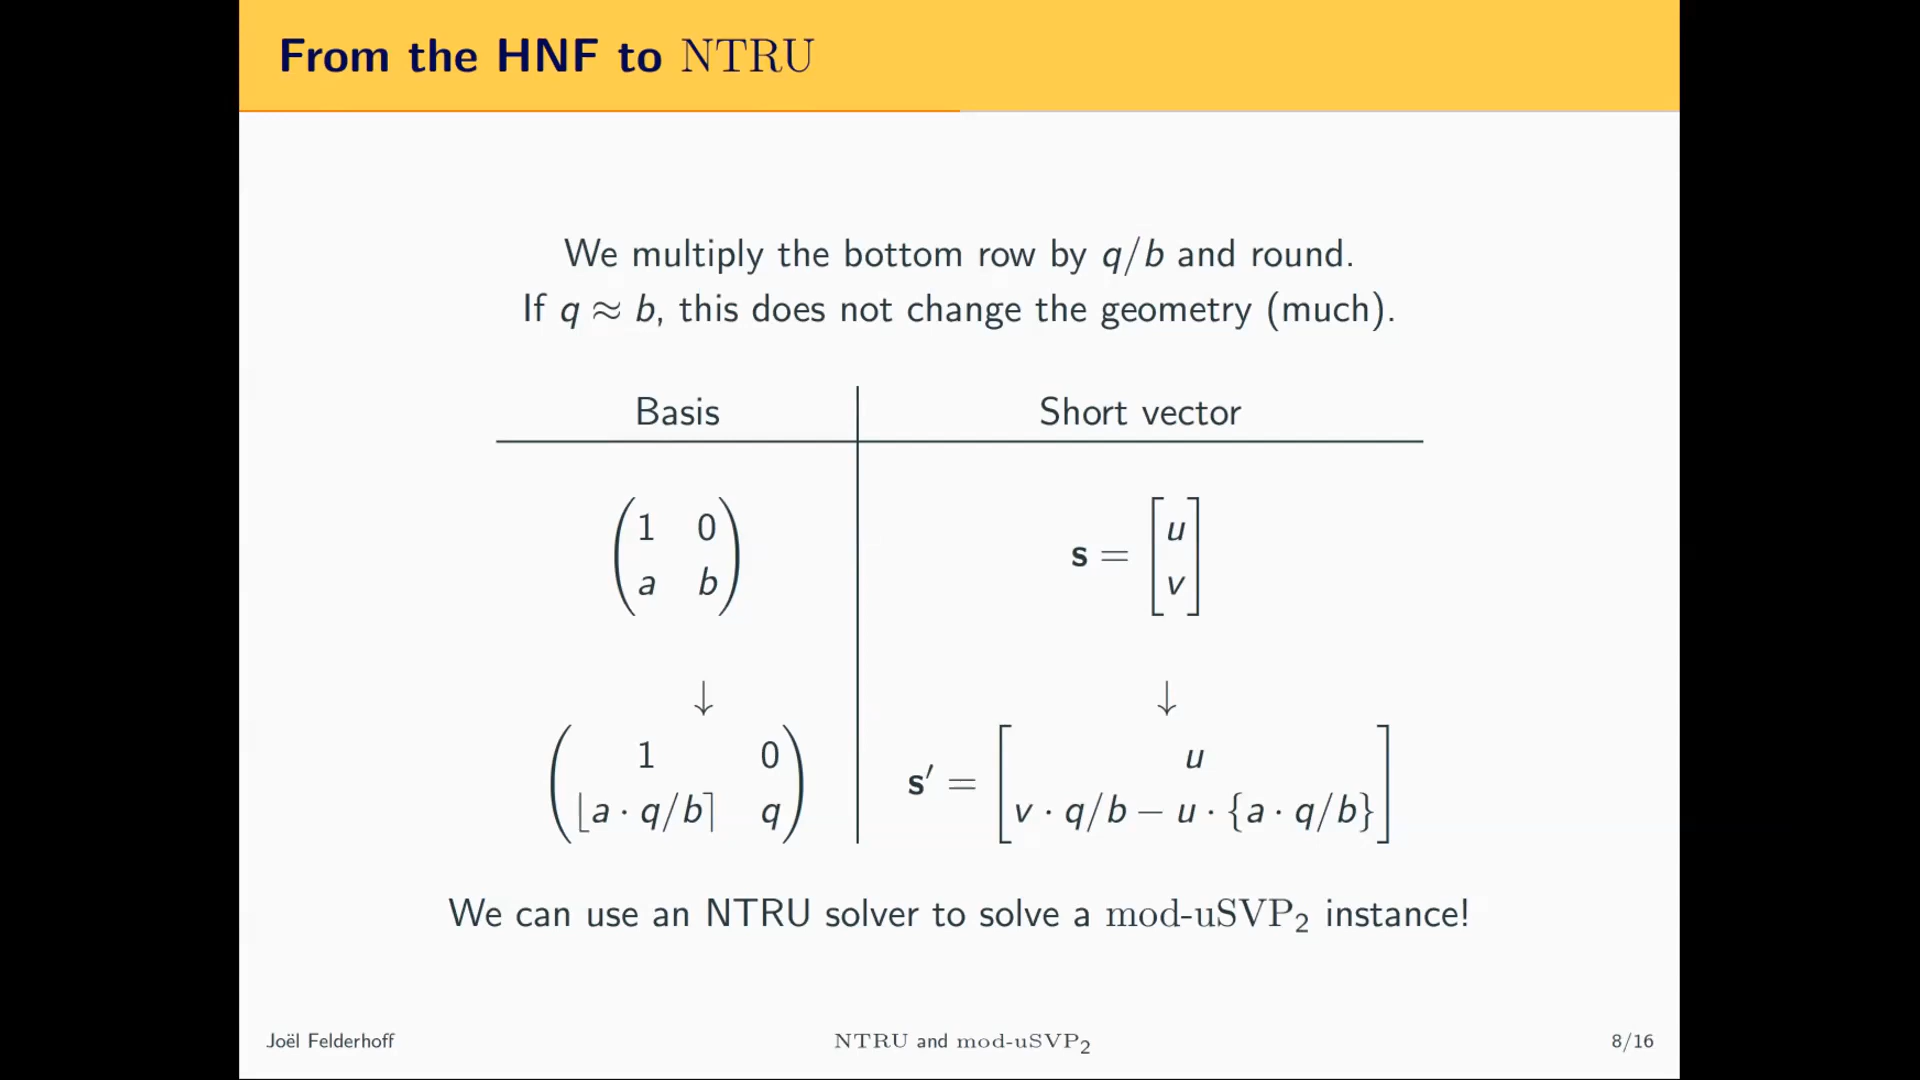 From the HNF to NTRU
We multiply the bottom row by q/b and round.
If q ≈ b, this does not change the geometry (much).
Basis
Short vector
1 0
a b
s = [u
v]
↓
↓
1 0
⌊a · q/b⌉ q
s′ = [u
v · q/b − u · {a · q/b}]
We can use an NTRU solver to solve a mod-uSVP₂ instance!
Joël Felderhoff
NTRU and mod-uSVP₂
8/16